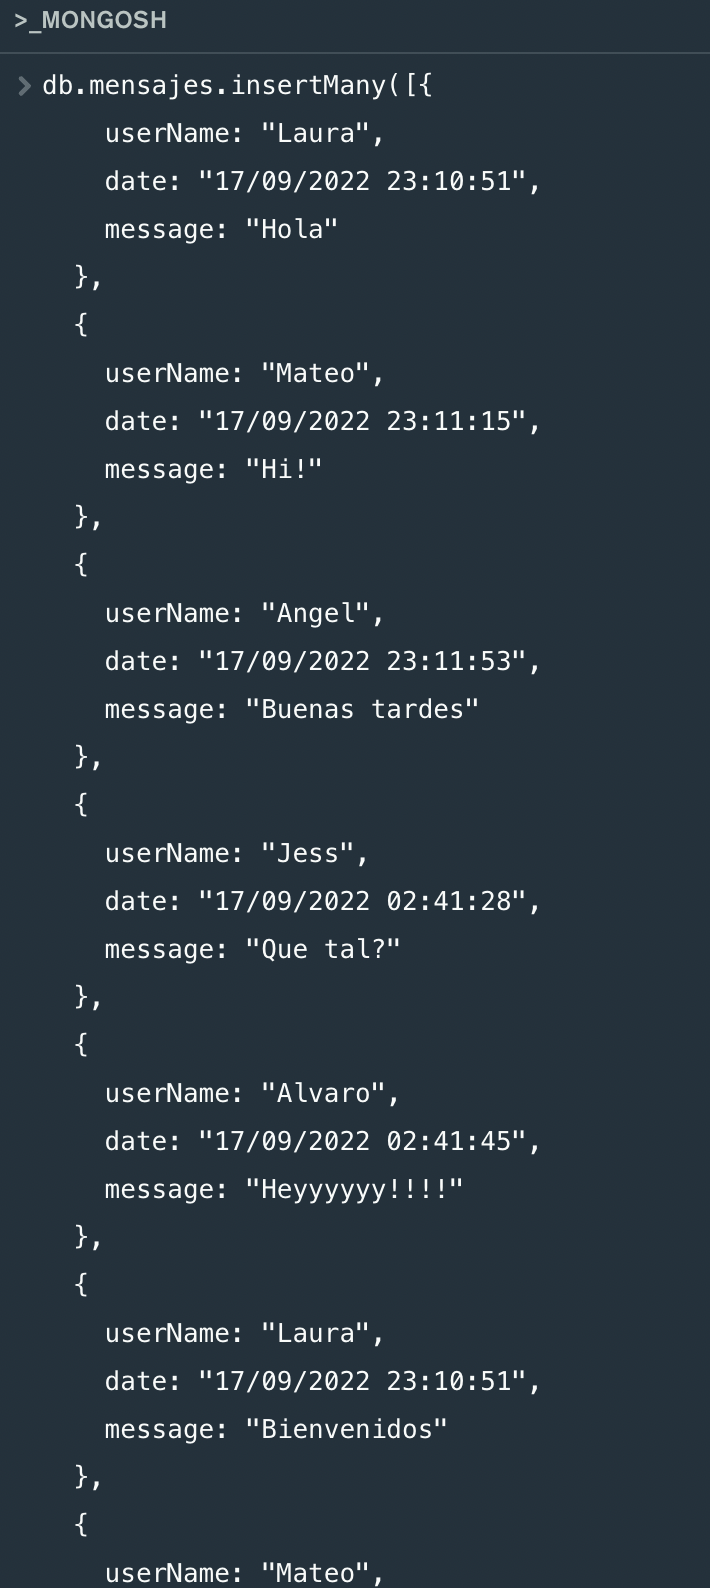 >_MONGOSH
> db.mensajes.insertMany([{
    userName: "Laura",
    date: "17/09/2022 23:10:51",
    message: "Hola"
  },
  {
    userName: "Mateo",
    date: "17/09/2022 23:11:15",
    message: "Hi!"
  },
  {
    userName: "Angel",
    date: "17/09/2022 23:11:53",
    message: "Buenas tardes"
  },
  {
    userName: "Jess",
    date: "17/09/2022 02:41:28",
    message: "Que tal?"
  },
  {
    userName: "Alvaro",
    date: "17/09/2022 02:41:45",
    message: "Heyyyyyy!!!!"
  },
  {
    userName: "Laura",
    date: "17/09/2022 23:10:51",
    message: "Bienvenidos"
  },
  {
    userName: "Mateo",